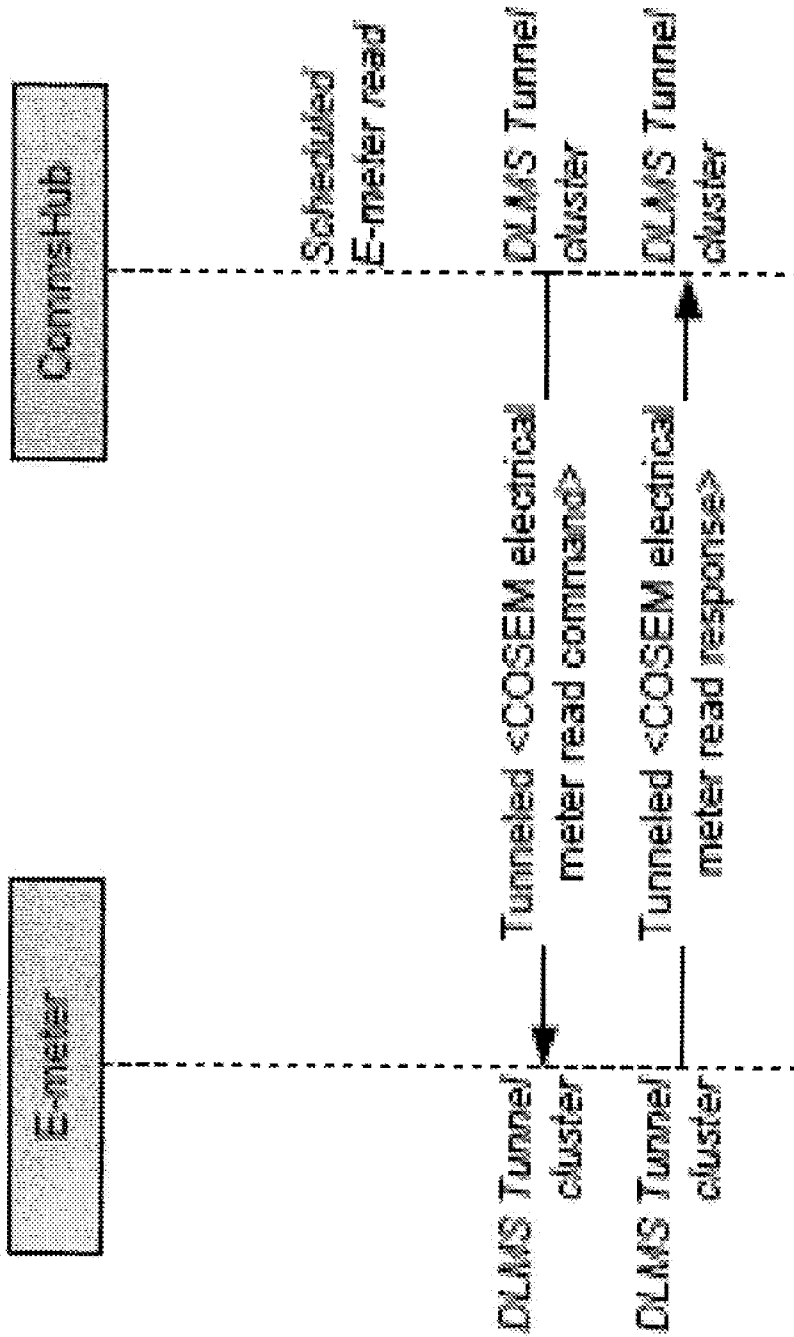 E-meter
CommsHub
Scheduled
E-meter read
DLMS Tunnel
cluster
Tunneled <COSEM electrical
meter read command>
DLMS Tunnel
cluster
DLMS Tunnel
cluster
Tunneled <COSEM electrical
meter read response>
DLMS Tunnel
cluster